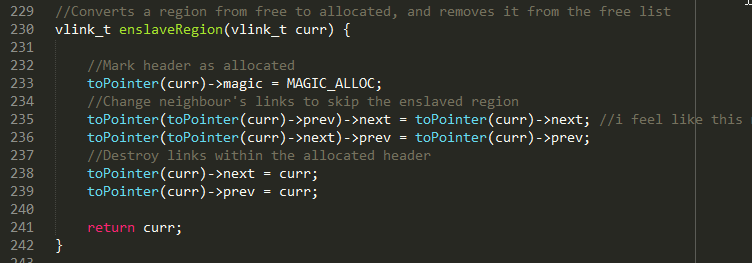 229 //Converts a region from free to allocated, and removes it from the free list
230 vlink_t enslaveRegion(vlink_t curr) {
231
232 //Mark header as allocated
233 toPointer(curr)->magic = MAGIC_ALLOC;
234 //Change neighbour's links to skip the enslaved region
235 toPointer(toPointer(curr)->prev)->next = toPointer(curr)->next; //i feel like this
236 toPointer(toPointer(curr)->next)->prev = toPointer(curr)->prev;
237 //Destroy links within the allocated header
238 toPointer(curr)->next = curr;
239 toPointer(curr)->prev = curr;
240
241 return curr;
242 }